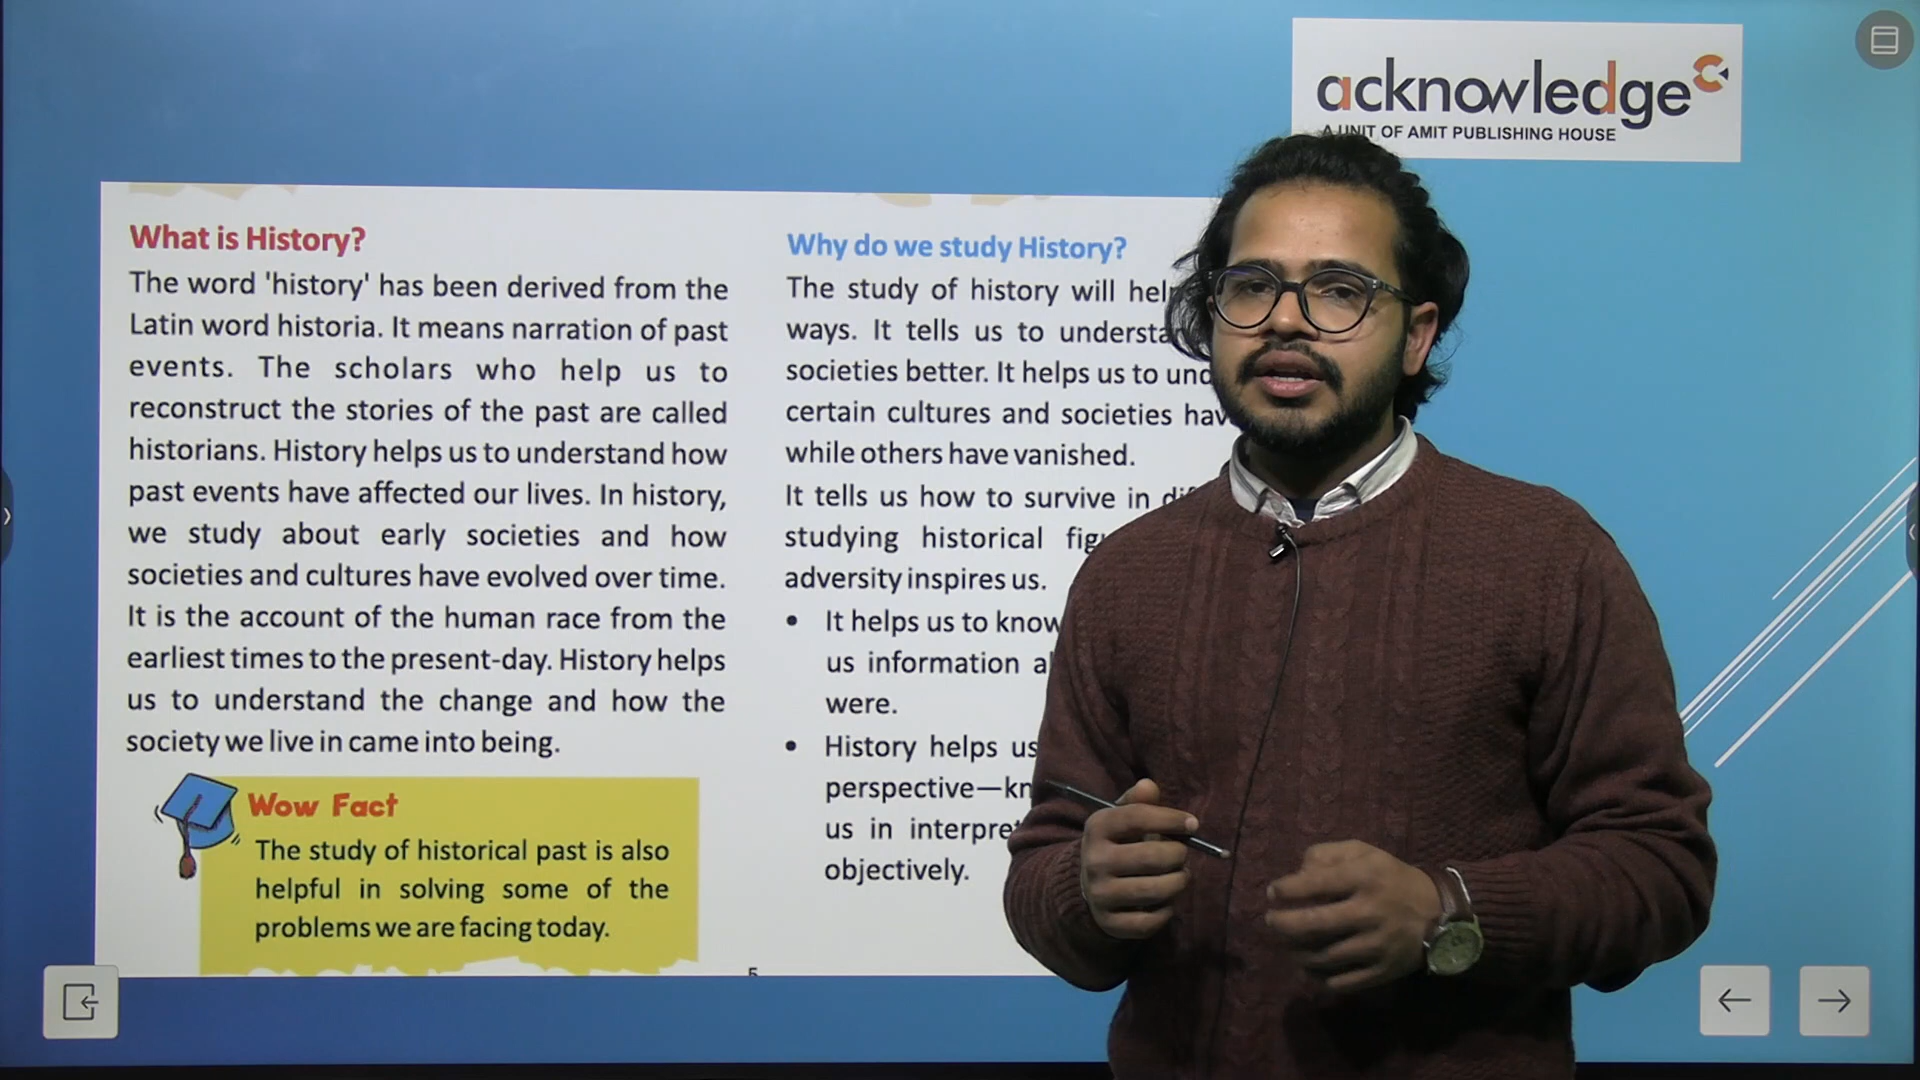 acknowledge
A UNIT OF AMIT PUBLISHING HOUSE
What is History?
The word 'history' has been derived from the
Latin word historia. It means narration of past
events. The scholars who help us to
reconstruct the stories of the past are called
historians. History helps us to understand how
past events have affected our lives. In history,
we study about early societies and how
societies and cultures have evolved over time.
It is the account of the human race from the
earliest times to the present-day. History helps
us to understand the change and how the
society we live in came into being.
Wow Fact
The study of historical past is also
helpful in solving some of the
problems we are facing today.
Why do we study History?
The study of history will
ways. It tells us to
societies better. It helps us to
certain cultures and societies
while others have vanished.
It tells us how to survive in
studying historical
adversity inspires us.
• It helps us to know
us information
were.
• History helps us
perspective—
us in
objectively.